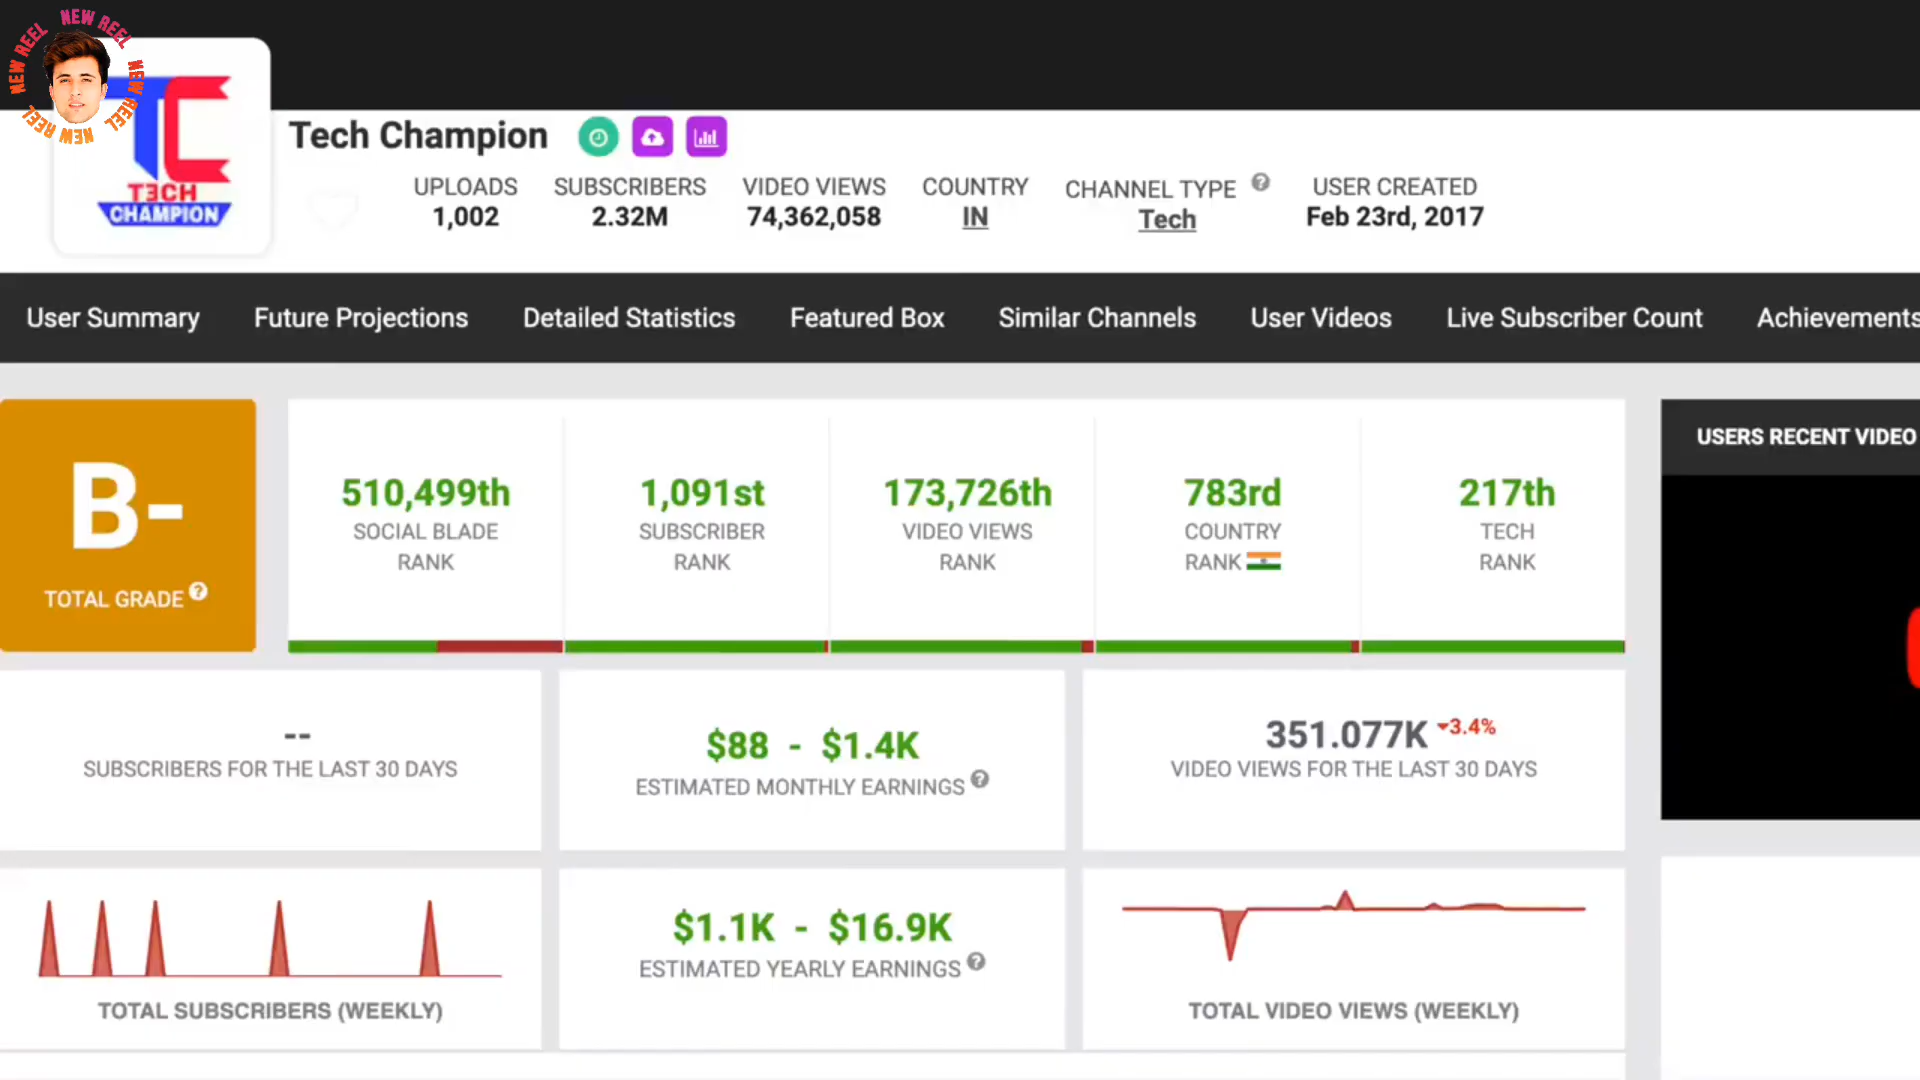 NEW REEL NEW REEL NEW REEL NEW REEL
TECH
CHAMPION
Tech Champion
UPLOADS SUBSCRIBERS VIDEO VIEWS COUNTRY CHANNEL TYPE ? USER CREATED
1,002 2.32M 74,362,058 IN Tech Feb 23rd, 2017
User Summary Future Projections Detailed Statistics Featured Box Similar Channels User Videos Live Subscriber Count Achievements
B-
TOTAL GRADE ?
510,499th 1,091st 173,726th 783rd 217th
SOCIAL BLADE SUBSCRIBER VIDEO VIEWS COUNTRY TECH
RANK RANK RANK RANK RANK
USERS RECENT VIDEO
--
SUBSCRIBERS FOR THE LAST 30 DAYS
$88 - $1.4K
ESTIMATED MONTHLY EARNINGS ?
351.077K 3.4%
VIDEO VIEWS FOR THE LAST 30 DAYS
TOTAL SUBSCRIBERS (WEEKLY)
$1.1K - $16.9K
ESTIMATED YEARLY EARNINGS ?
TOTAL VIDEO VIEWS (WEEKLY)